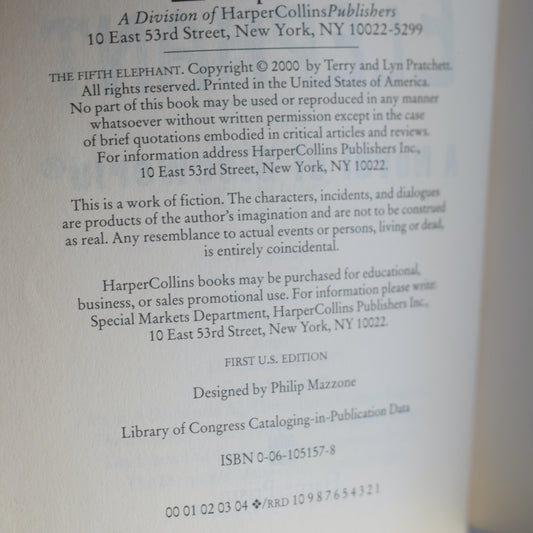 A Division of HarperCollinsPublishers
10 East 53rd Street, New York, NY 10022-5299
THE FIFTH ELEPHANT. Copyright © 2000 by Terry and Lyn Pratchett.
All rights reserved. Printed in the United States of America.
No part of this book may be used or reproduced in any manner
whatsoever without written permission except in the case
of brief quotations embodied in critical articles and reviews.
For information address HarperCollins Publishers Inc.,
10 East 53rd Street, New York, NY 10022.
This is a work of fiction. The characters, incidents, and dialogues
are products of the author's imagination and are not to be construed
as real. Any resemblance to actual events or persons, living or dead,
is entirely coincidental.
HarperCollins books may be purchased for educational,
business, or sales promotional use. For information please write:
Special Markets Department, HarperCollins Publishers Inc.,
10 East 53rd Street, New York, NY 10022.
FIRST U.S. EDITION
Designed by Philip Mazzone
Library of Congress Cataloging-in-Publication Data
ISBN 0-06-105157-8
00 01 02 03 04 ❖/RRD 10 9 8 7 6 5 4 3 2 1